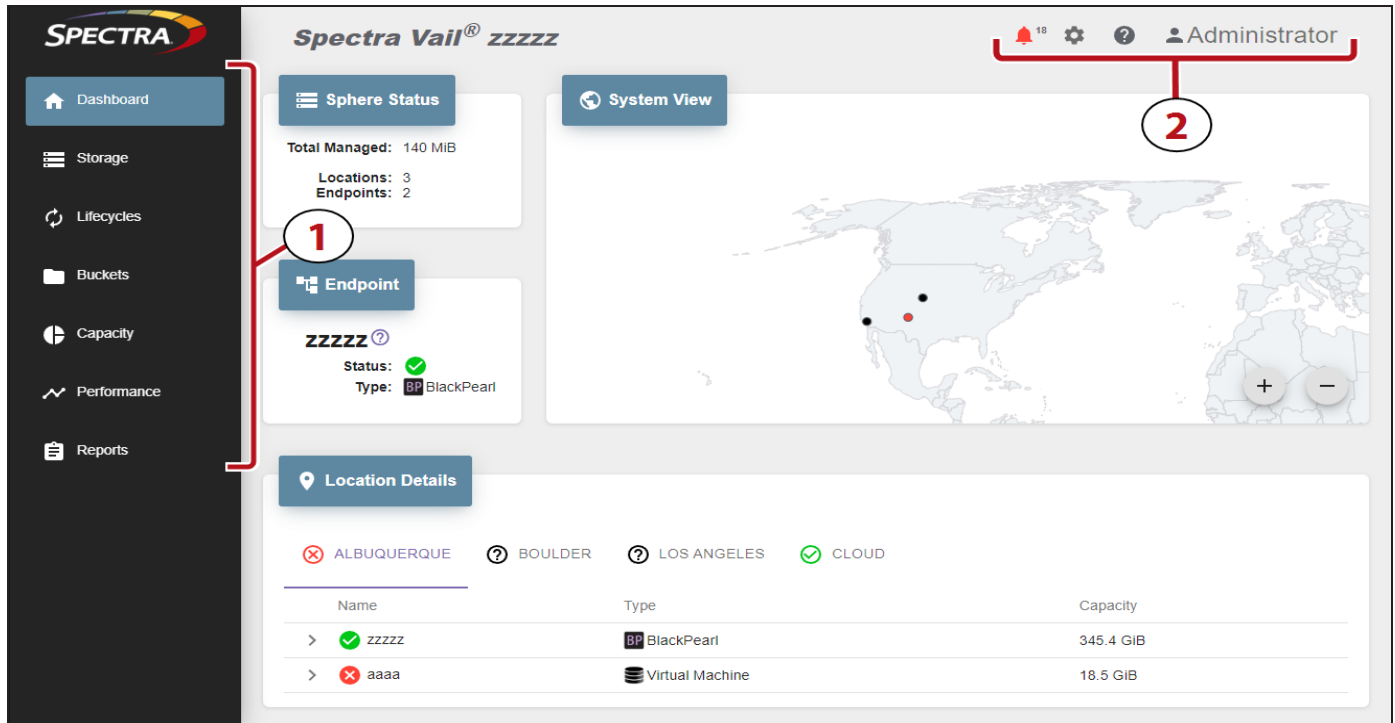 SPECTRA
Spectra Vail® zzzzz
18
Administrator
2
Dashboard
Storage
Lifecycles
Buckets
Capacity
Performance
Reports
1
Sphere Status
Total Managed: 140 MiB
Locations: 3
Endpoints: 2
System View
+ −
Endpoint
zzzzz
Status:
Type: BP BlackPearl
Location Details
ALBUQUERQUE BOULDER LOS ANGELES CLOUD
Name Type Capacity
zzzzz BP BlackPearl 345.4 GiB
aaaa Virtual Machine 18.5 GiB